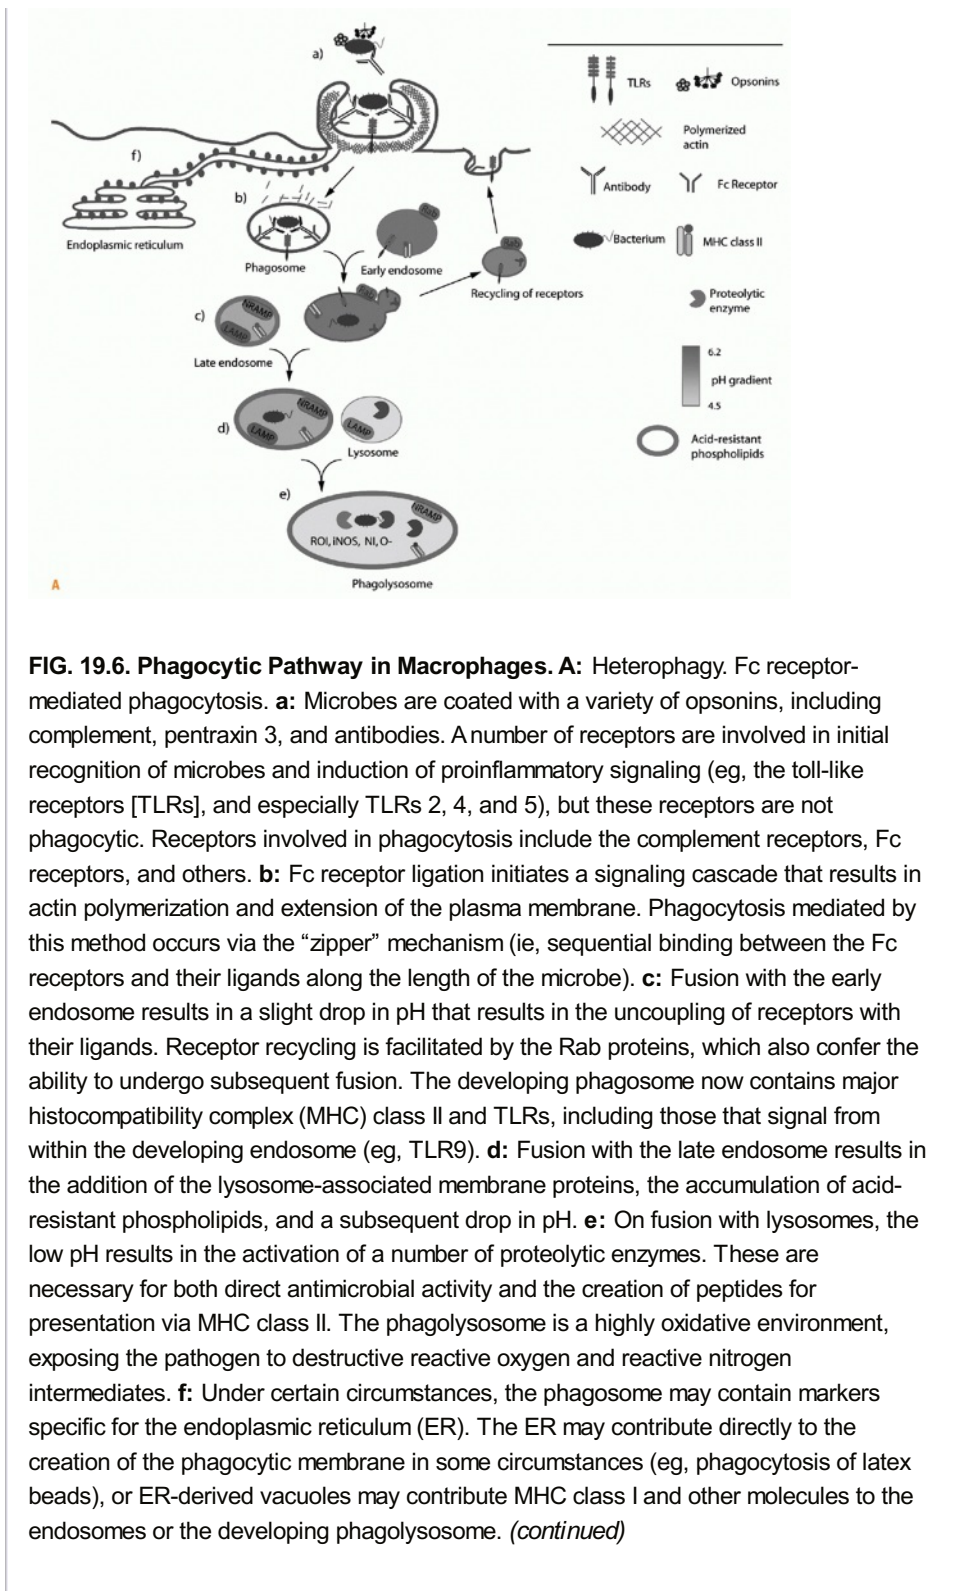 a)
TLRs
Opsonins
Polymerized
actin
f)
b)
Rab
Antibody
Fc Receptor
Endoplasmic reticulum
Bacterium
MHC class II
Rab
Phagosome
Early endosome
Recycling of receptors
Rab
Proteolytic
enzyme
c)
NRAMP
LAMP
6.2
Late endosome
pH gradient
NRAMP
4.5
d)
LAMP
LAMP
Acid-resistant
phospholipids
Lysosome
e)
NRAMP
ROI, iNOS, NI, O-
A
Phagolysosome
FIG. 19.6. Phagocytic Pathway in Macrophages. A: Heterophagy. Fc receptor-
mediated phagocytosis. a: Microbes are coated with a variety of opsonins, including
complement, pentraxin 3, and antibodies. A number of receptors are involved in initial
recognition of microbes and induction of proinflammatory signaling (eg, the toll-like
receptors [TLRs], and especially TLRs 2, 4, and 5), but these receptors are not
phagocytic. Receptors involved in phagocytosis include the complement receptors, Fc
receptors, and others. b: Fc receptor ligation initiates a signaling cascade that results in
actin polymerization and extension of the plasma membrane. Phagocytosis mediated by
this method occurs via the “zipper” mechanism (ie, sequential binding between the Fc
receptors and their ligands along the length of the microbe). c: Fusion with the early
endosome results in a slight drop in pH that results in the uncoupling of receptors with
their ligands. Receptor recycling is facilitated by the Rab proteins, which also confer the
ability to undergo subsequent fusion. The developing phagosome now contains major
histocompatibility complex (MHC) class II and TLRs, including those that signal from
within the developing endosome (eg, TLR9). d: Fusion with the late endosome results in
the addition of the lysosome-associated membrane proteins, the accumulation of acid-
resistant phospholipids, and a subsequent drop in pH. e: On fusion with lysosomes, the
low pH results in the activation of a number of proteolytic enzymes. These are
necessary for both direct antimicrobial activity and the creation of peptides for
presentation via MHC class II. The phagolysosome is a highly oxidative environment,
exposing the pathogen to destructive reactive oxygen and reactive nitrogen
intermediates. f: Under certain circumstances, the phagosome may contain markers
specific for the endoplasmic reticulum (ER). The ER may contribute directly to the
creation of the phagocytic membrane in some circumstances (eg, phagocytosis of latex
beads), or ER-derived vacuoles may contribute MHC class I and other molecules to the
endosomes or the developing phagolysosome. (continued)